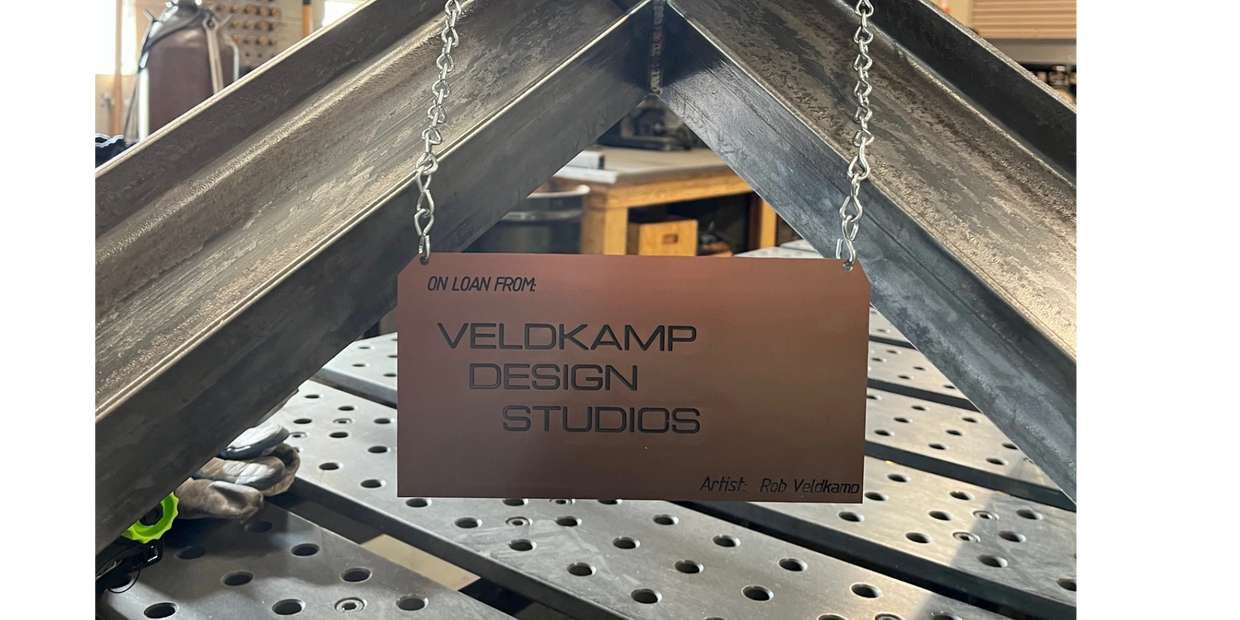 ON LOAN FROM:
VELDKAMP
DESIGN
STUDIOS
Artist: Rob Veldkamp